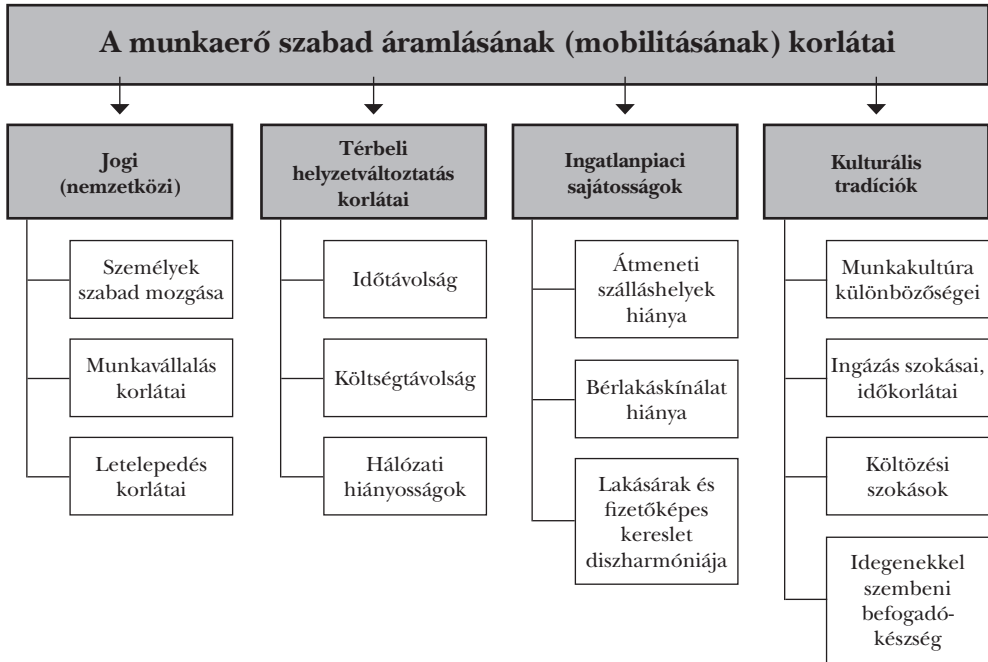 A munkaerő szabad áramlásának (mobilitásának) korlátai
Jogi
(nemzetközi)
Személyek
szabad mozgása
Munkavállalás
korlátai
Letelepedés
korlátai
Térbeli
helyzetváltoztatás
korlátai
Időtávolság
Költségtávolság
Hálózati
hiányosságok
Ingatlanpiaci
sajátosságok
Átmeneti
szálláshelyek
hiánya
Bérlakáskínálat
hiánya
Lakásárak és
fizetőképes
kereslet
diszharmóniája
Kulturális
tradíciók
Munkakultúra
különbözőségei
Ingázás szokásai,
időkorlátai
Költözési
szokások
Idegenekkel
szembeni
befogadó-
készség